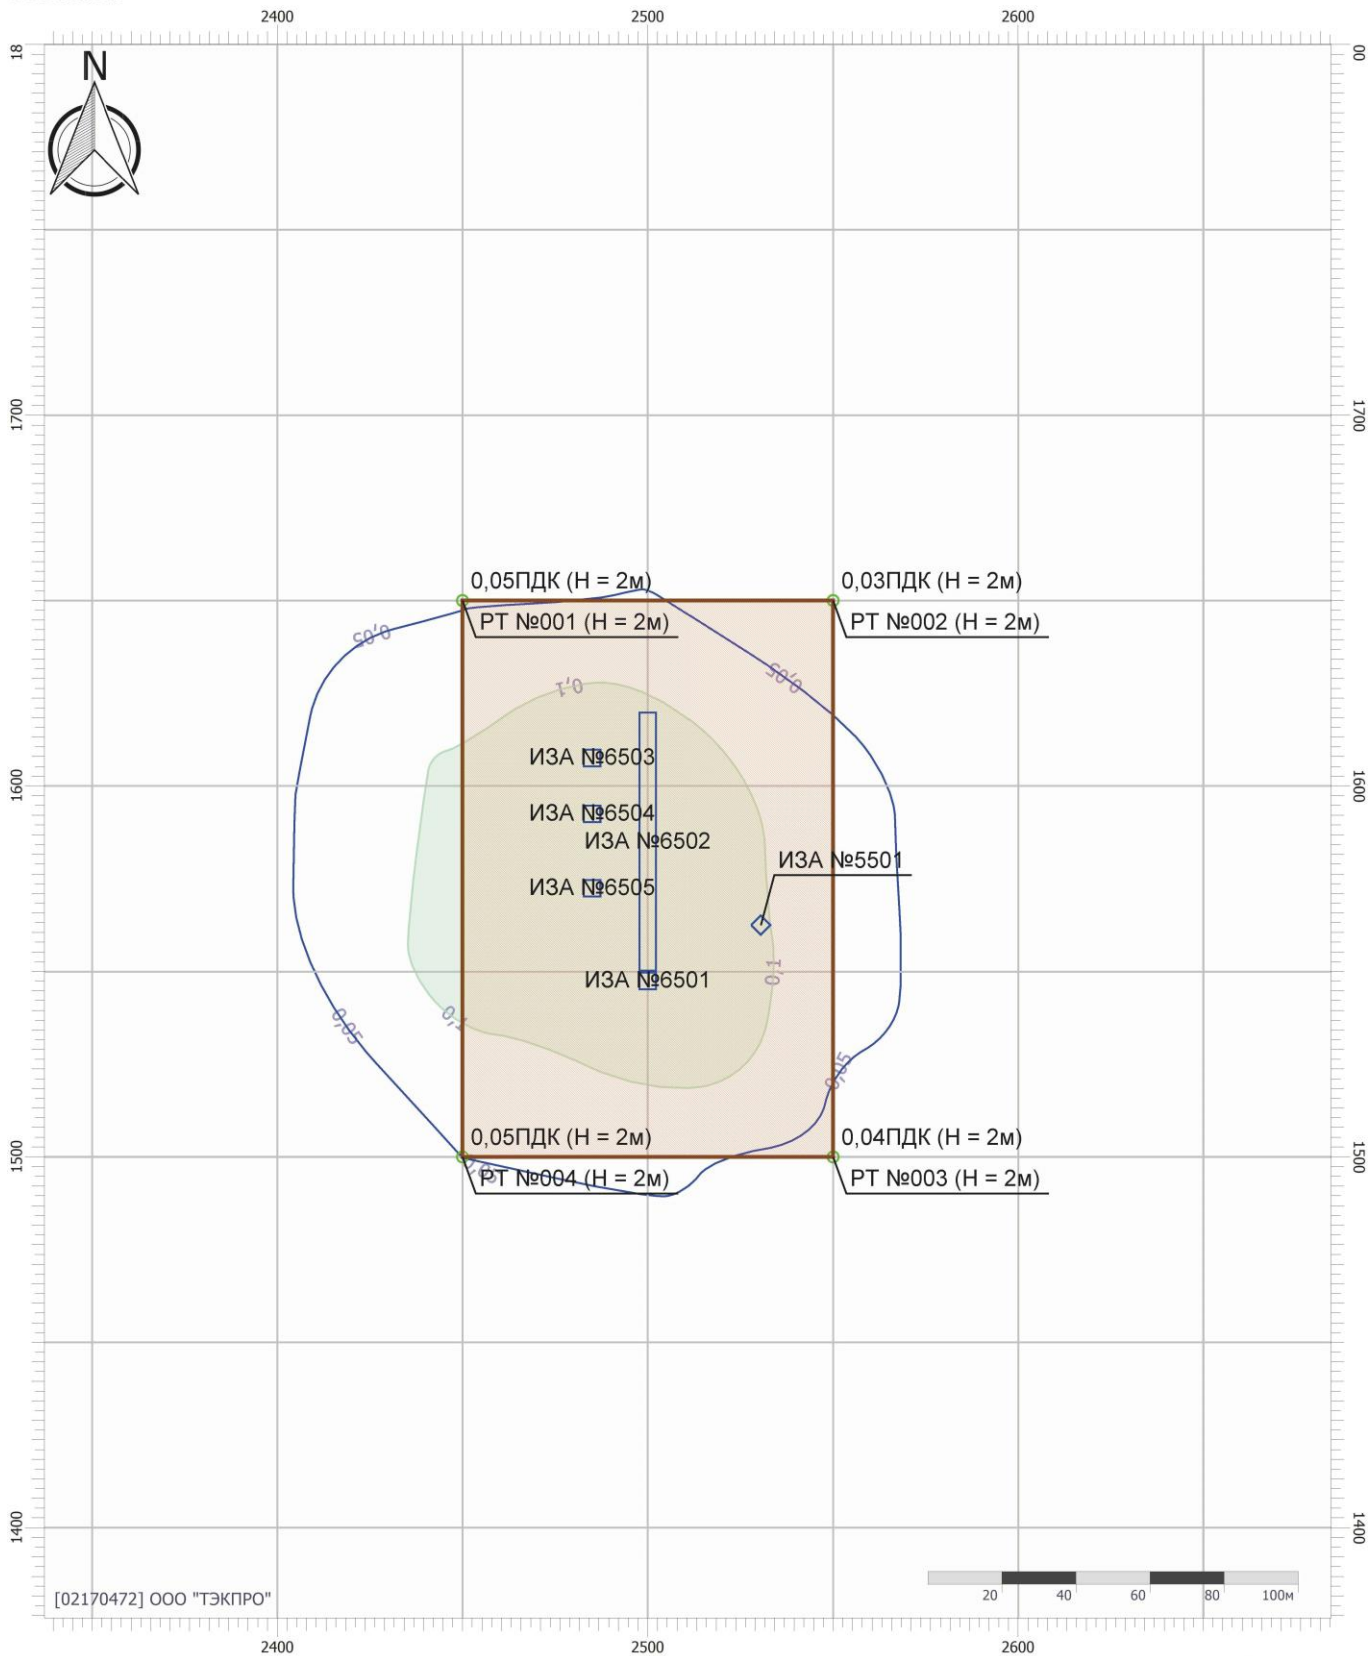 2400
2500
2600
18
00
N
1700
1700
0,05ПДК (H = 2м)
0,03ПДК (H = 2м)
РТ №001 (H = 2м)
РТ №002 (H = 2м)
0,05
0,05
0,1
ИЗА №6503
1600
1600
ИЗА №6504
ИЗА №6502
ИЗА №5501
ИЗА №6505
0,1
ИЗА №6501
0,1
0,05
0,05
0,05ПДК (H = 2м)
0,04ПДК (H = 2м)
1500
1500
0,05
РТ №004 (H = 2м)
РТ №003 (H = 2м)
1400
1400
[02170472] ООО "ТЭКПРО"
20
40
60
80
100м
2400
2500
2600